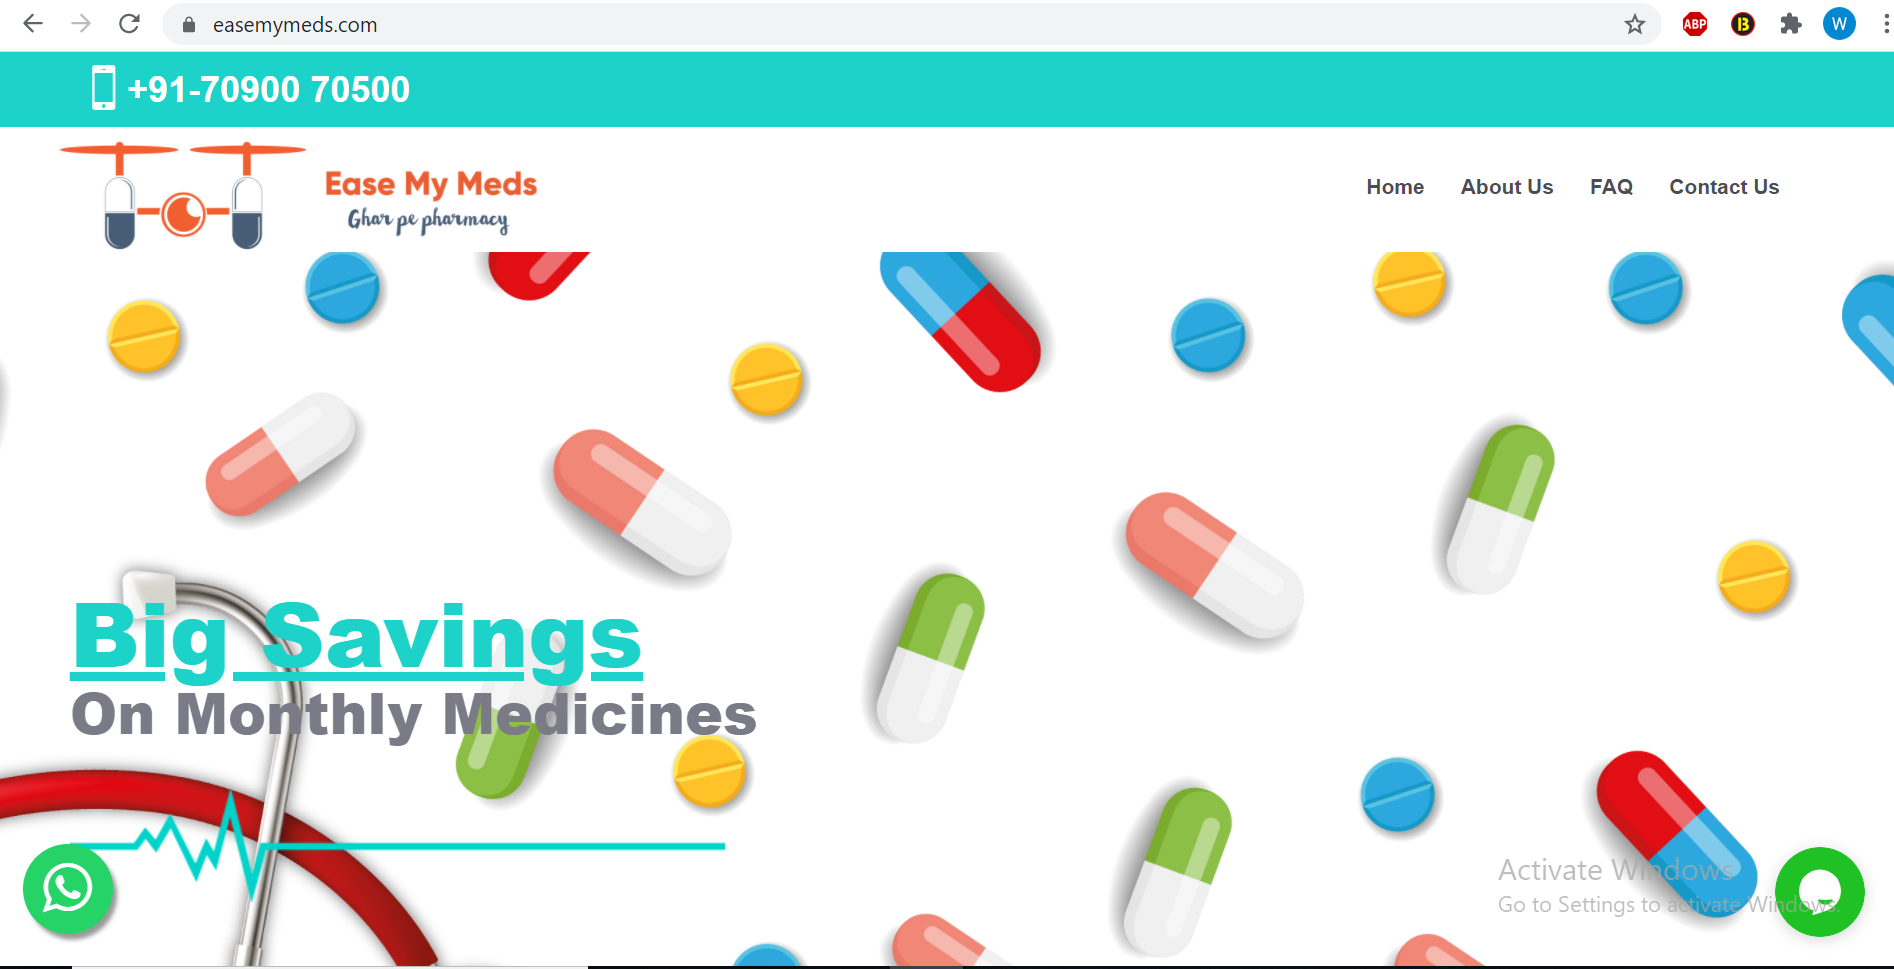 easemymeds.com
ABP
B
W
+91-70900 70500
Ease My Meds
Ghar pe pharmacy
Home About Us FAQ Contact Us
Big Savings
On Monthly Medicines
Activate Windows
Go to Settings to activate Windows.